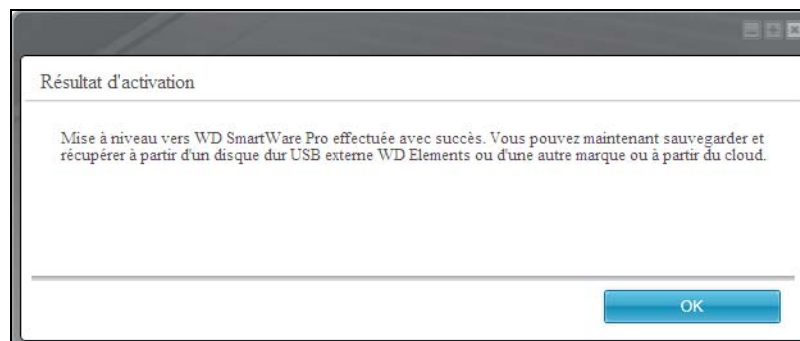 Résultat d'activation
Mise à niveau vers WD SmartWare Pro effectuée avec succès. Vous pouvez maintenant sauvegarder et
récupérer à partir d'un disque dur USB externe WD Elements ou d'une autre marque ou à partir du cloud.
OK